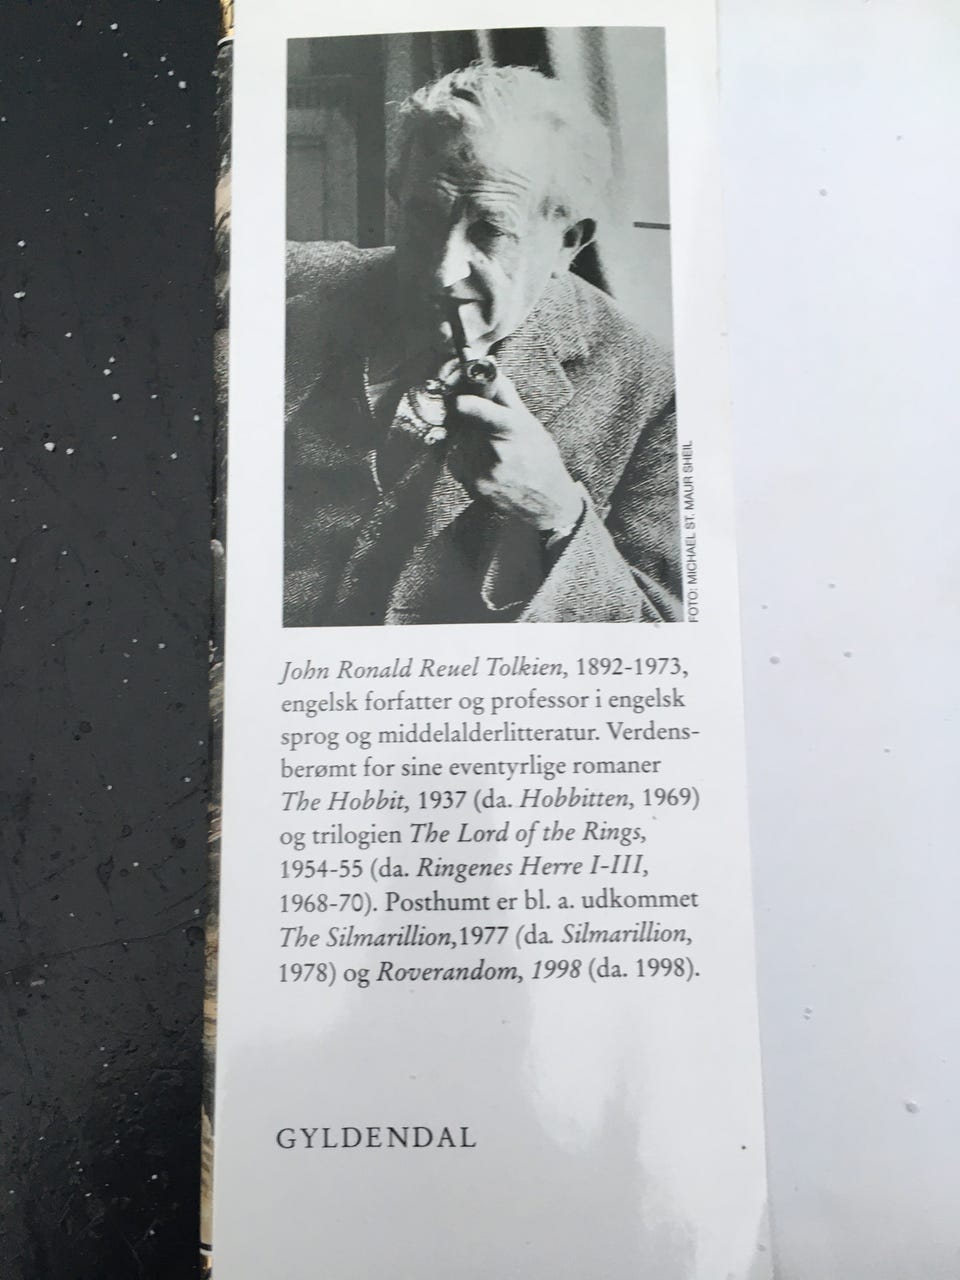 FOTO: MICHAEL ST. MAUR SHEIL
John Ronald Reuel Tolkien, 1892-1973,
engelsk forfatter og professor i engelsk
sprog og middelalderlitteratur. Verdens-
berømt for sine eventyrlige romaner
The Hobbit, 1937 (da. Hobbitten, 1969)
og trilogien The Lord of the Rings,
1954-55 (da. Ringenes Herre I-III,
1968-70). Posthumt er bl. a. udkommet
The Silmarillion,1977 (da. Silmarillion,
1978) og Roverandom, 1998 (da. 1998).
GYLDENDAL